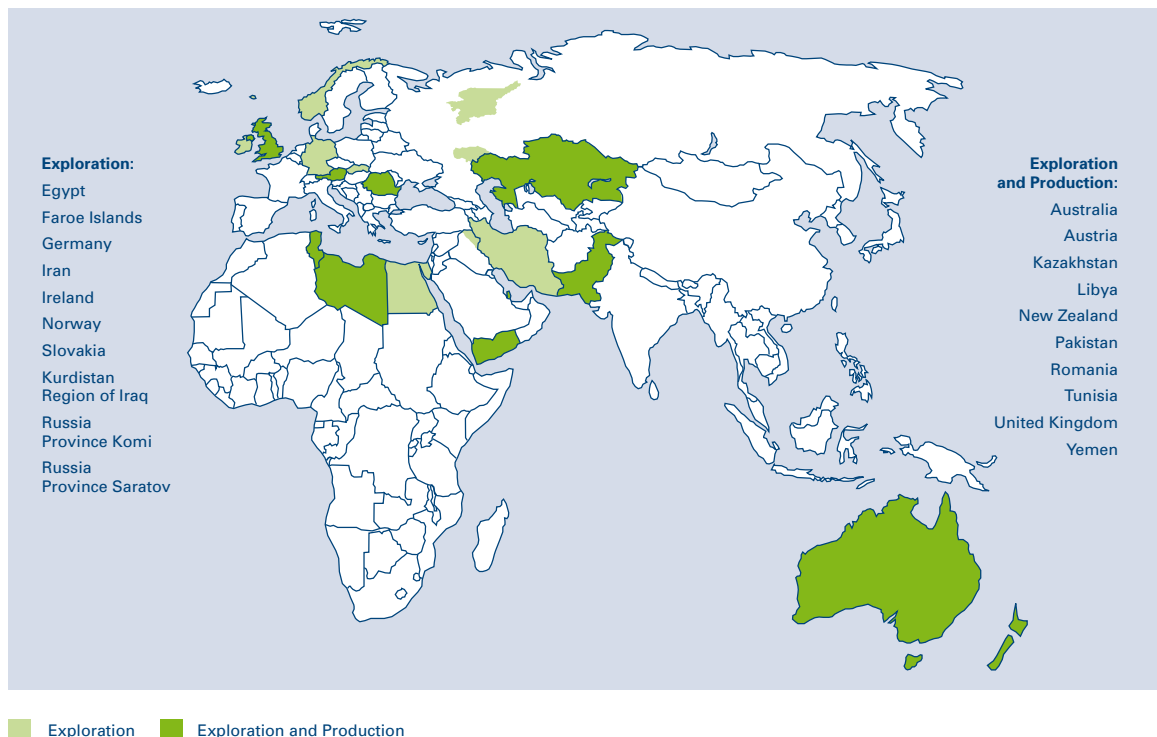 Exploration:
Egypt
Faroe Islands
Germany
Iran
Ireland
Norway
Slovakia
Kurdistan
Region of Iraq
Russia
Province Komi
Russia
Province Saratov
Exploration
and Production:
Australia
Austria
Kazakhstan
Libya
New Zealand
Pakistan
Romania
Tunisia
United Kingdom
Yemen
Exploration
Exploration and Production